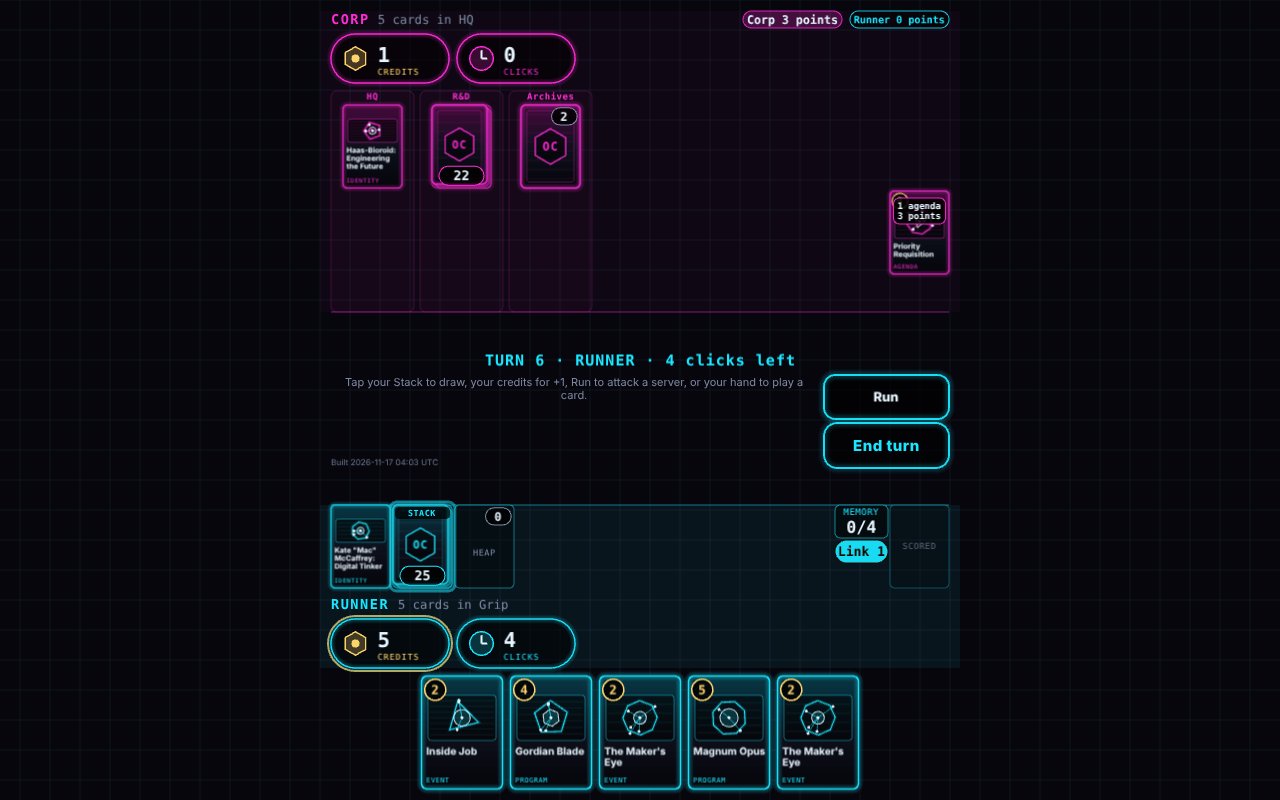 CORP 5 cards in HQ
Corp 3 points
Runner 0 points
1
CREDITS
0
CLICKS
HQ
R&D
Archives
Haas-Bioroid:
Engineering
the Future
IDENTITY
OC
22
2
OC
1 agenda
3 points
Priority
Requisition
AGENDA
TURN 6 · RUNNER · 4 clicks left
Tap your Stack to draw, your credits for +1, Run to attack a server, or your hand to play a
card.
Run
End turn
Built 2026-11-17 04:03 UTC
Kate "Mac"
McCaffrey:
Digital Tinker
IDENTITY
STACK
OC
25
0
HEAP
MEMORY
0/4
Link 1
SCORED
RUNNER 5 cards in Grip
5
CREDITS
4
CLICKS
2
Inside Job
EVENT
4
Gordian Blade
PROGRAM
2
The Maker's
Eye
EVENT
5
Magnum Opus
PROGRAM
2
The Maker's
Eye
EVENT